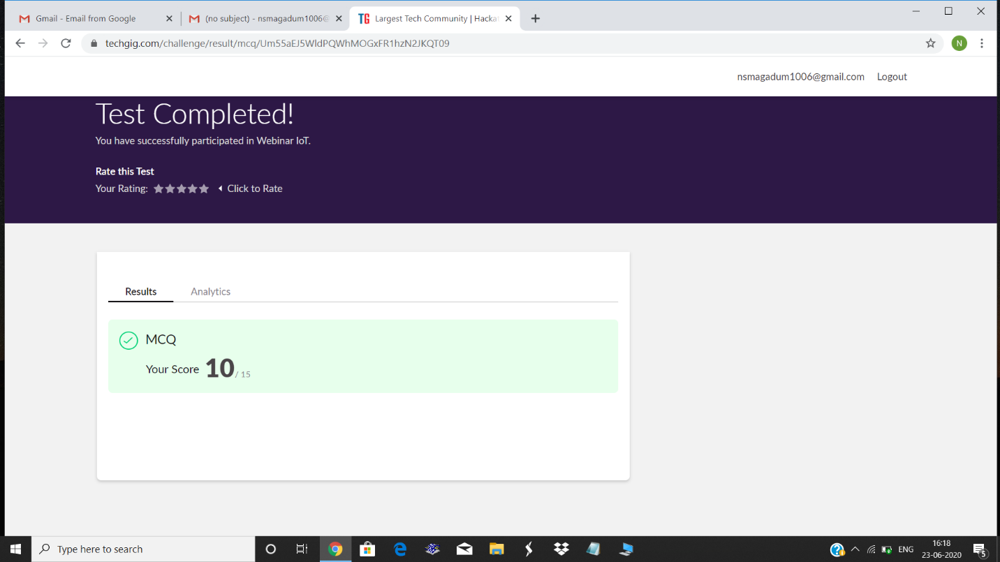 Gmail - Email from Google
(no subject) - nsmagadum1006@
TG Largest Tech Community | Hacka
techgig.com/challenge/result/mcq/Um55aEJ5WldPQWhMOGxFR1hzN2JKQT09
N
nsmagadum1006@gmail.com Logout
Test Completed!
You have successfully participated in Webinar IoT.
Rate this Test
Your Rating: Click to Rate
Results Analytics
MCQ
Your Score 10 / 15
Type here to search
ENG
16:18
23-06-2020
5